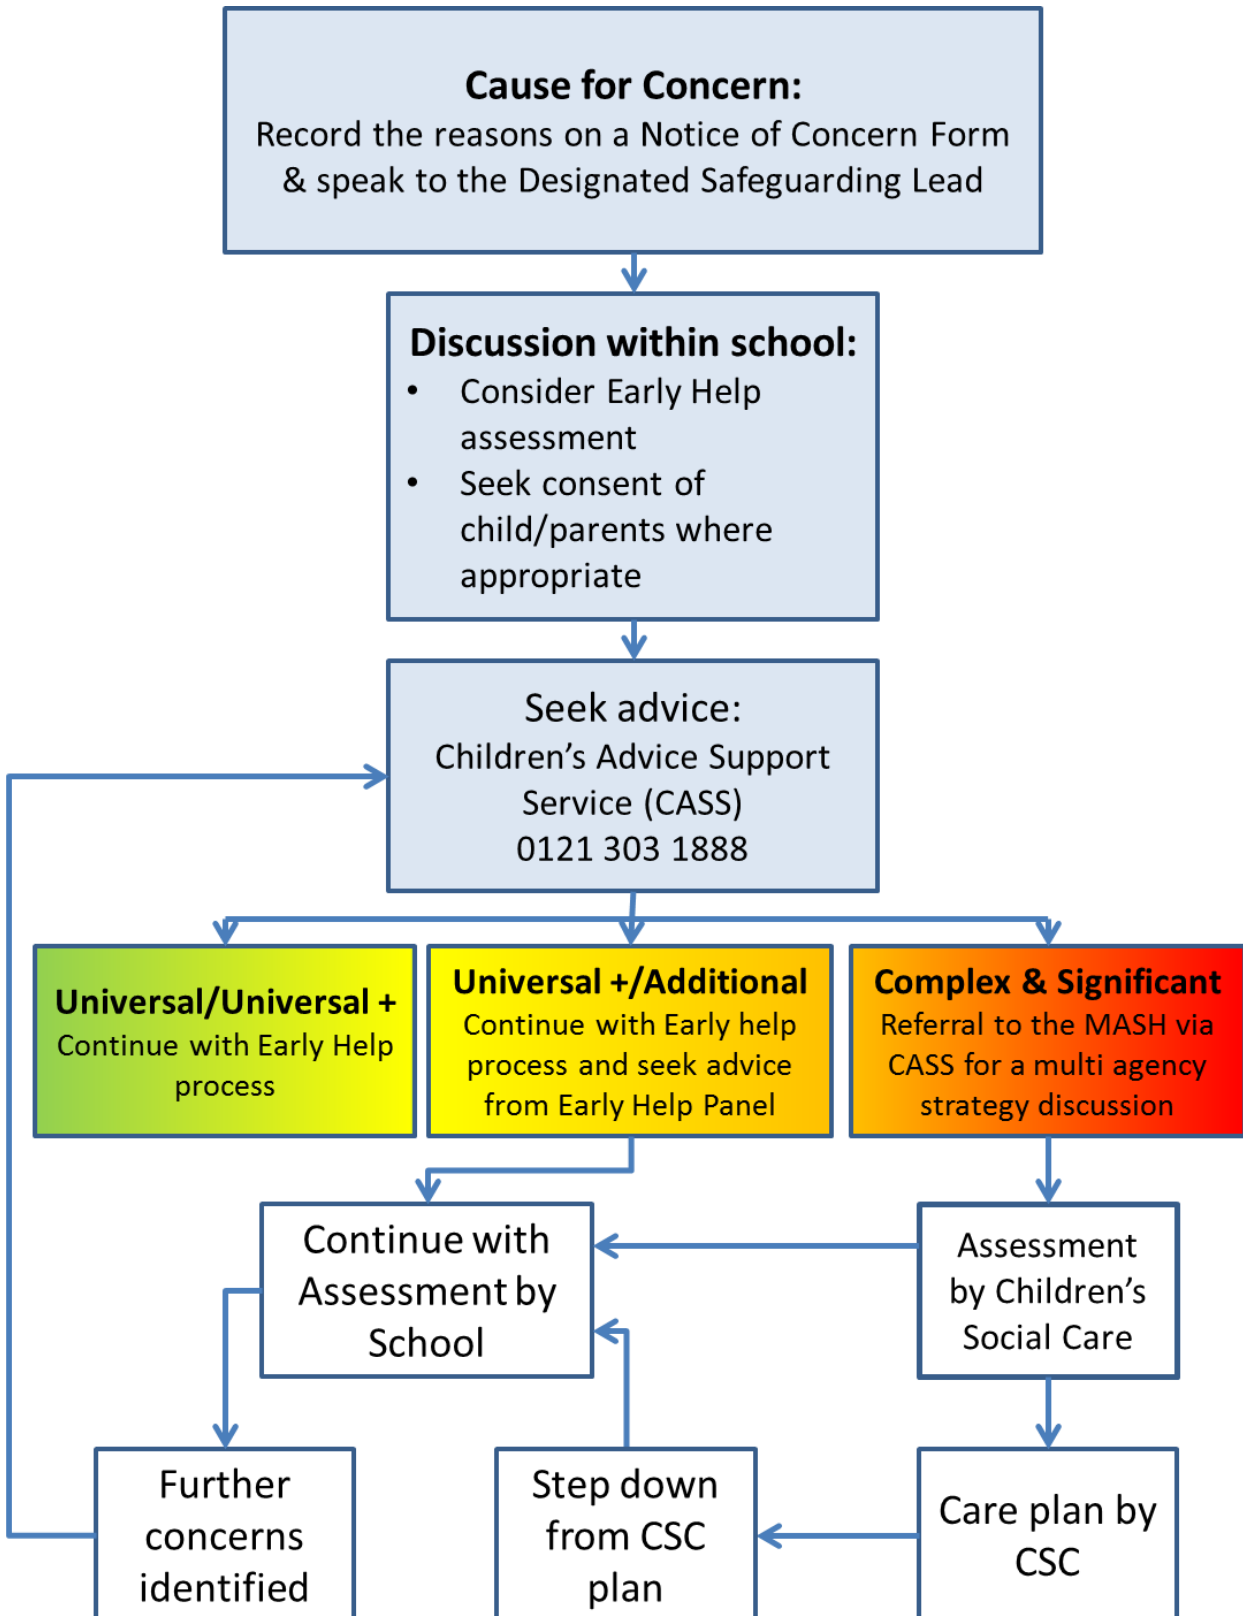 Cause for Concern:
Record the reasons on a Notice of Concern Form
& speak to the Designated Safeguarding Lead
Discussion within school:
• Consider Early Help
assessment
• Seek consent of
child/parents where
appropriate
Seek advice:
Children’s Advice Support
Service (CASS)
0121 303 1888
Universal/Universal +
Continue with Early Help
process
Universal +/Additional
Continue with Early help
process and seek advice
from Early Help Panel
Complex & Significant
Referral to the MASH via
CASS for a multi agency
strategy discussion
Continue with
Assessment by
School
Assessment
by Children’s
Social Care
Further
concerns
identified
Step down
from CSC
plan
Care plan by
CSC